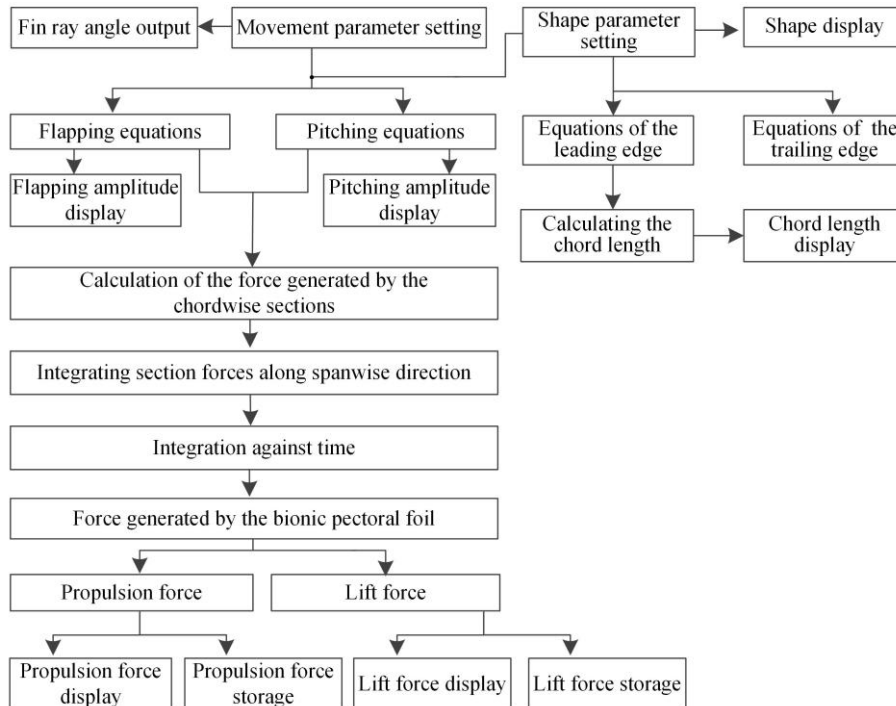 Fin ray angle output
Movement parameter setting
Shape parameter
setting
Shape display
Flapping equations
Pitching equations
Equations of the
leading edge
Equations of the
trailing edge
Flapping amplitude
display
Pitching amplitude
display
Calculating the
chord length
Chord length
display
Calculation of the force generated by the
chordwise sections
Integrating section forces along spanwise direction
Integration against time
Force generated by the bionic pectoral foil
Propulsion force
Lift force
Propulsion force
display
Propulsion force
storage
Lift force display
Lift force storage